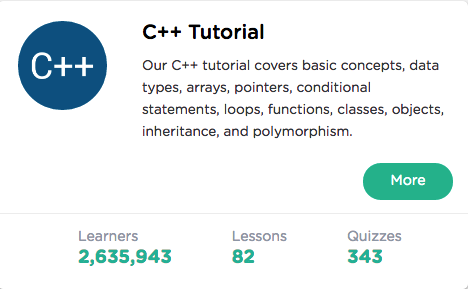 C++
C++ Tutorial
Our C++ tutorial covers basic concepts, data
types, arrays, pointers, conditional
statements, loops, functions, classes, objects,
inheritance, and polymorphism.
More
Learners Lessons Quizzes
2,635,943 82 343